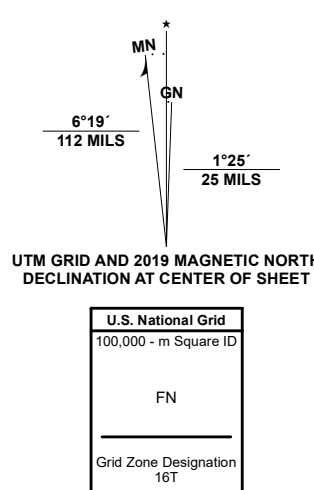 MN
GN
6°19´
112 MILS
1°25´
25 MILS
UTM GRID AND 2019 MAGNETIC NORTH
DECLINATION AT CENTER OF SHEET
U.S. National Grid
100,000 - m Square ID
FN
Grid Zone Designation
16T